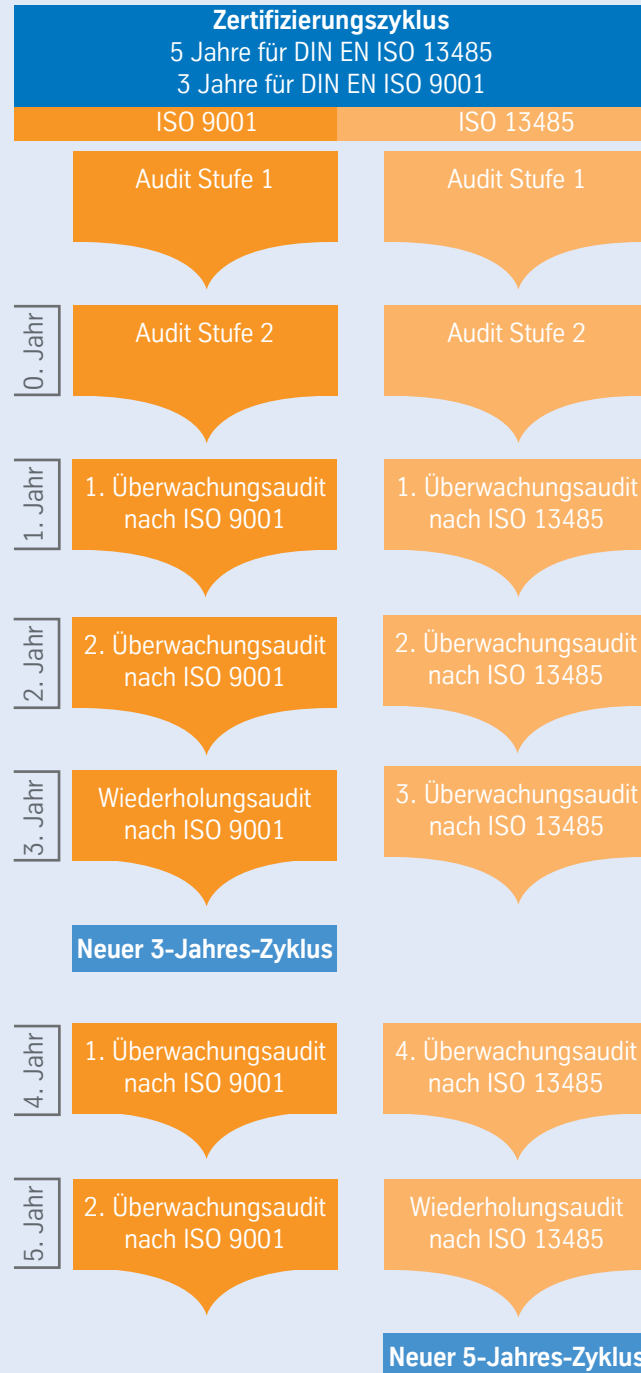 Zertifizierungszyklus
5 Jahre für DIN EN ISO 13485
3 Jahre für DIN EN ISO 9001
ISO 9001
ISO 13485
Audit Stufe 1
Audit Stufe 1
0. Jahr
Audit Stufe 2
Audit Stufe 2
1. Jahr
1. Überwachungsaudit
nach ISO 9001
1. Überwachungsaudit
nach ISO 13485
2. Jahr
2. Überwachungsaudit
nach ISO 9001
2. Überwachungsaudit
nach ISO 13485
3. Jahr
Wiederholungsaudit
nach ISO 9001
3. Überwachungsaudit
nach ISO 13485
Neuer 3-Jahres-Zyklus
4. Jahr
1. Überwachungsaudit
nach ISO 9001
4. Überwachungsaudit
nach ISO 13485
5. Jahr
2. Überwachungsaudit
nach ISO 9001
Wiederholungsaudit
nach ISO 13485
Neuer 5-Jahres-Zyklus